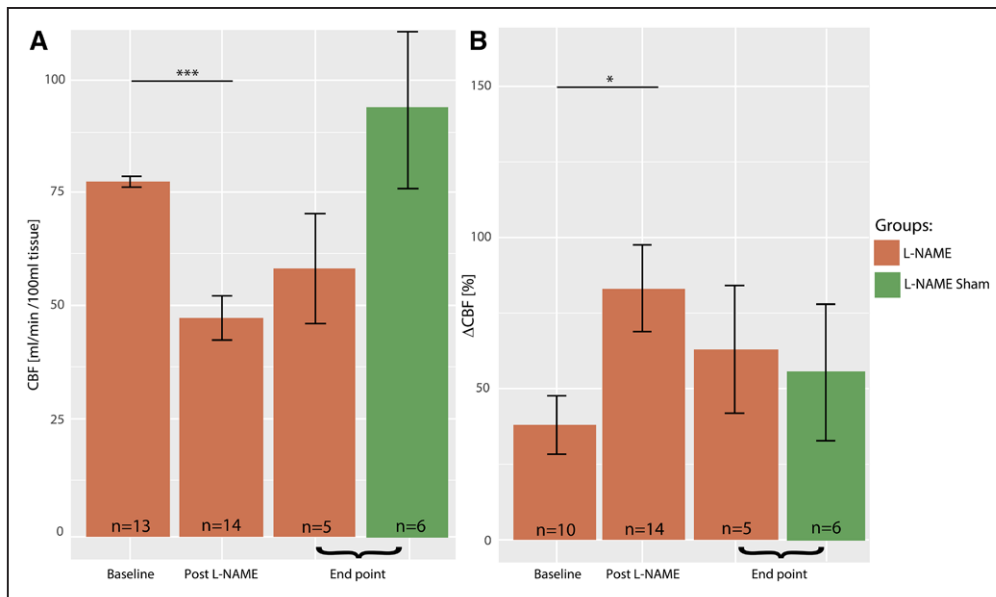 A
CBF [ml/min /100ml tissue]
100
75
50
25
0
***
n=13
n=14
n=5
n=6
Baseline
Post L-NAME
End point
B
ΔCBF [%]
150
100
50
0
*
n=10
n=14
n=5
n=6
Baseline
Post L-NAME
End point
Groups:
L-NAME
L-NAME Sham